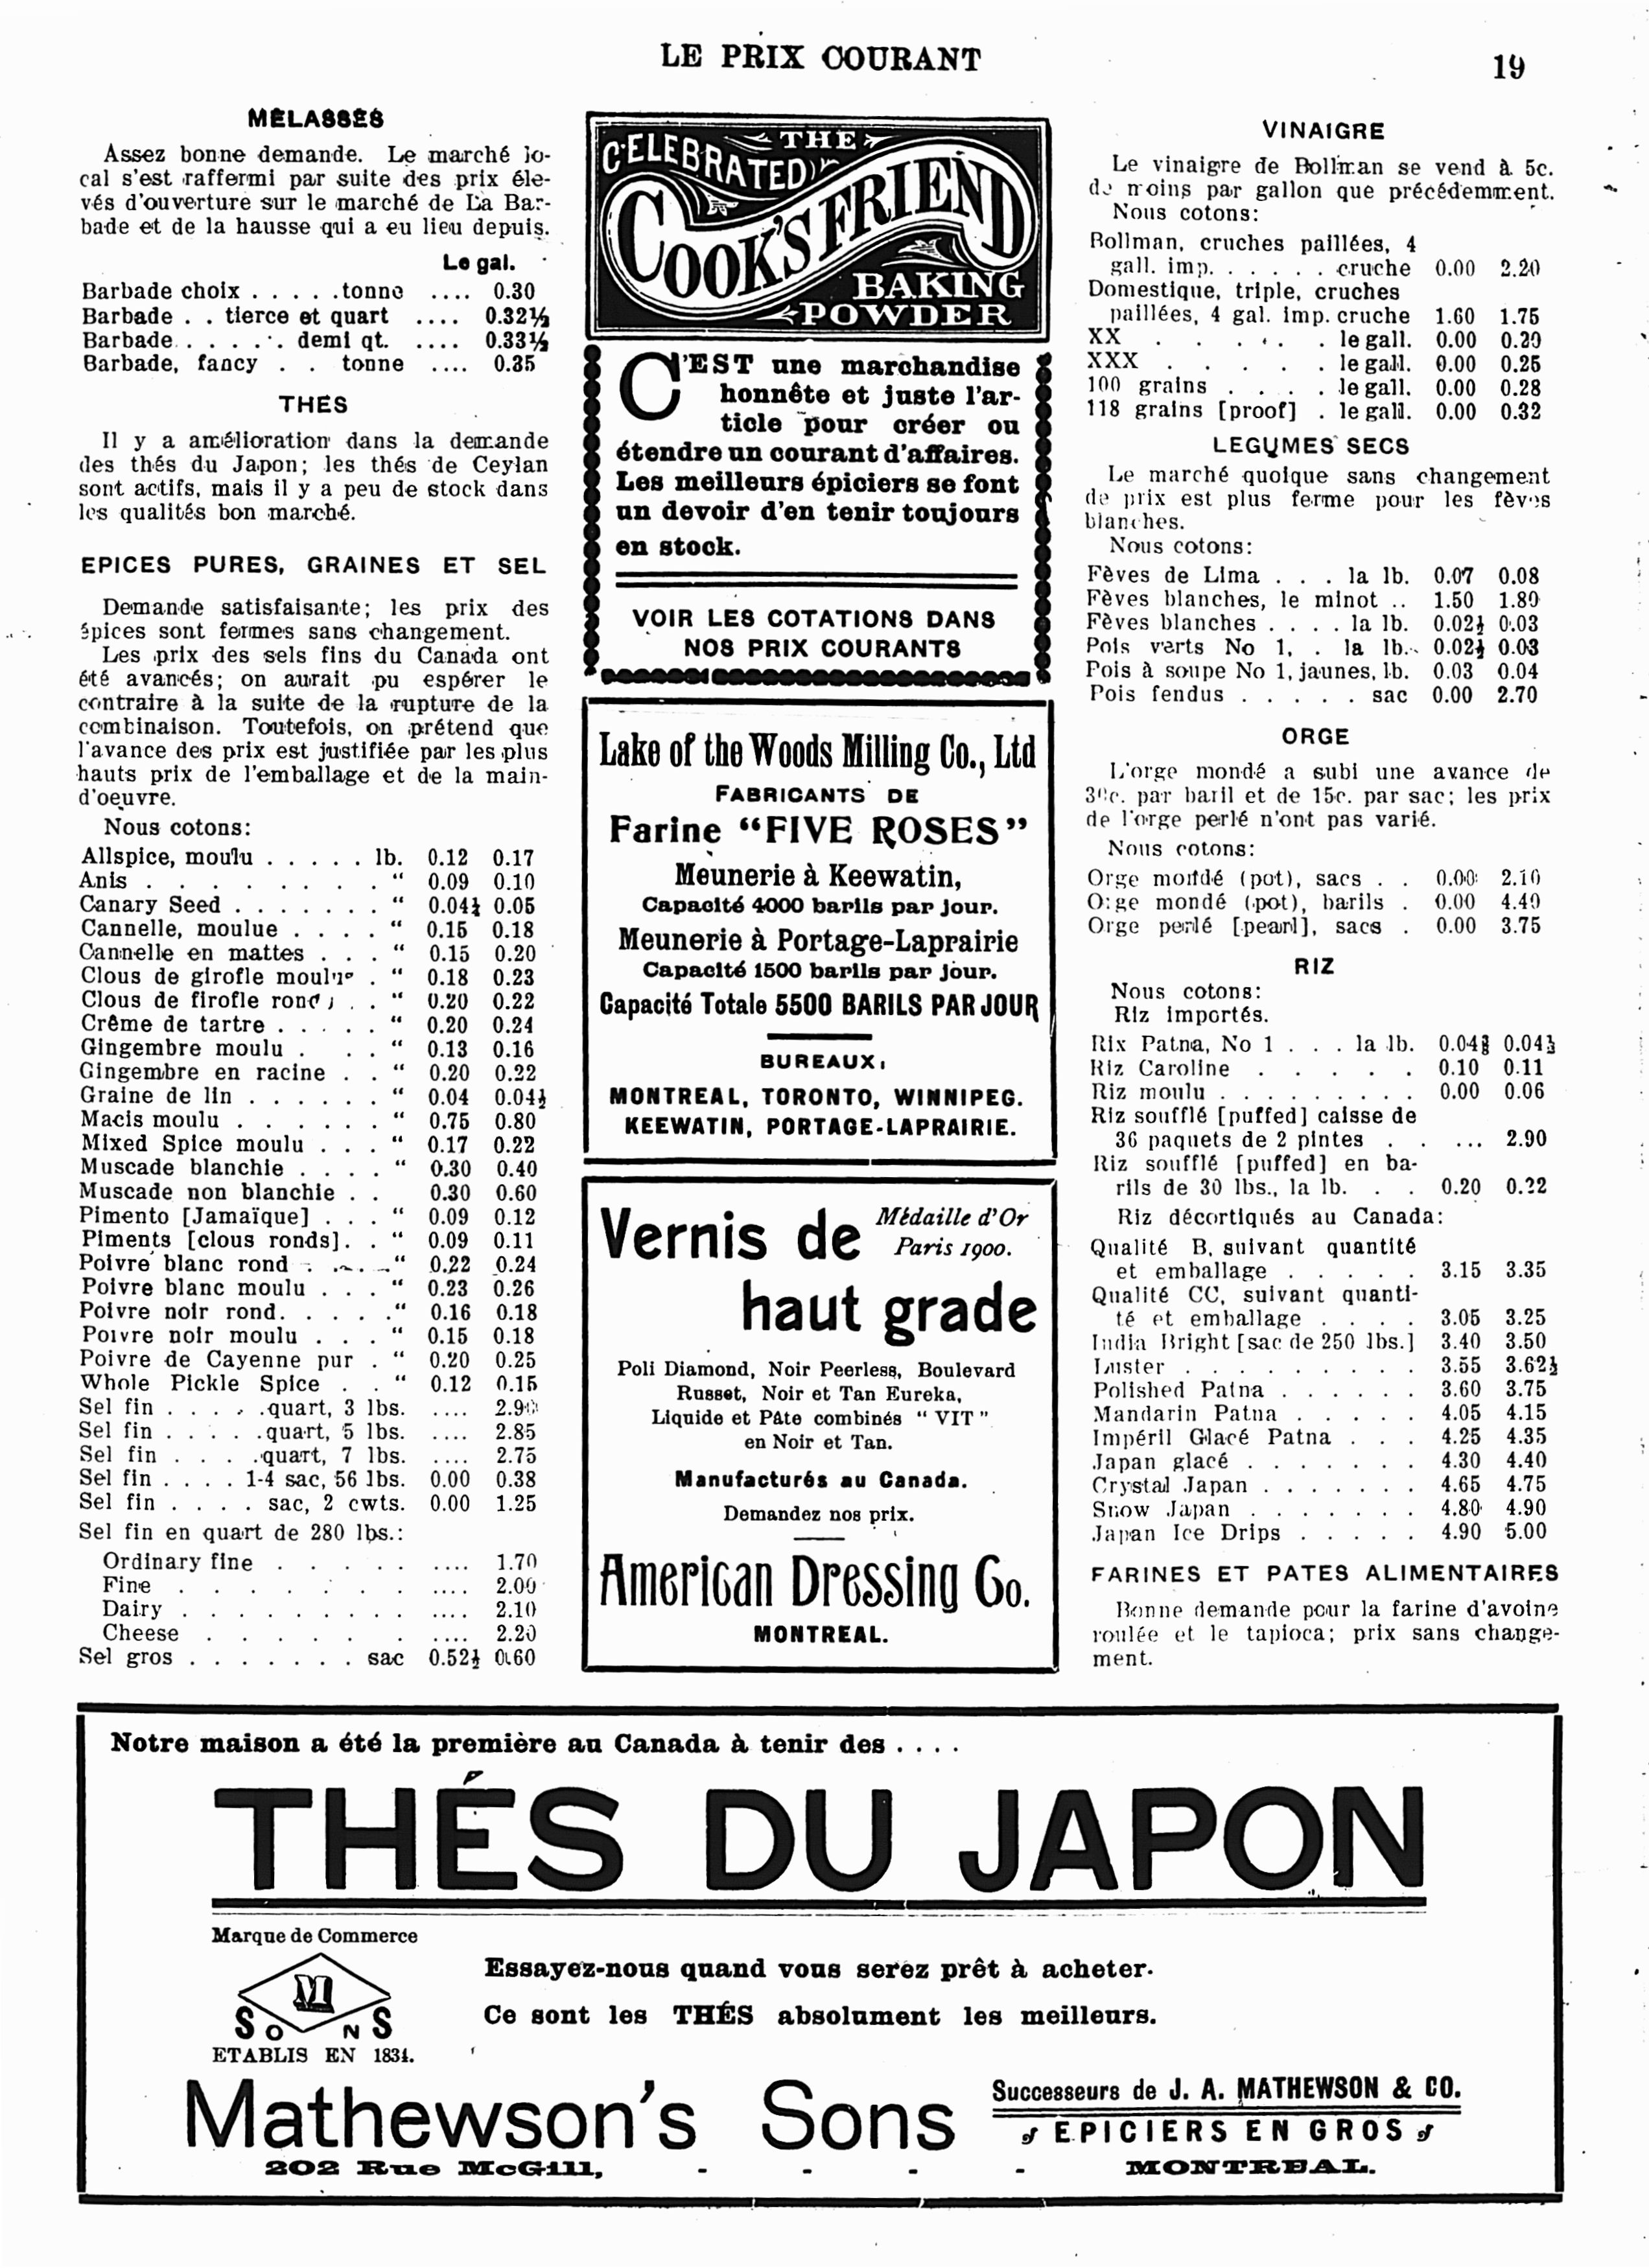 LE PRIX COURANT
19
MÉLASSES
Assez bonne demande. Le marché lo-
cal s'est raffermi par suite des prix éle-
vés d'ouverture sur le marché de La Bar-
bade et de la hausse qui a eu lieu depuis.
Le gal.
Barbade choix . . . . .tonne .... 0.30
Barbade . . tierce et quart .... 0.32½
Barbade . . . . . . demi qt. .... 0.33½
Barbade, fancy . . tonne .... 0.35
THES
Il y a amélioration dans la demande
des thés du Japon; les thés de Ceylan
sont actifs, mais il y a peu de stock dans
les qualités bon marché.
EPICES PURES, GRAINES ET SEL
Demande satisfaisante; les prix des
épices sont fermes sans changement.
Les prix des sels fins du Canada ont
été avancés; on aurait pu espérer le
contraire à la suite de la rupture de la
combinaison. Toutefois, on prétend que
l'avance des prix est justifiée par les plus
hauts prix de l'emballage et de la main-
d'oeuvre.
Nous cotons:
Allspice, moulu . . . . . lb. 0.12 0.17
Anis . . . . . . . . " 0.09 0.10
Canary Seed . . . . . . . " 0.04½ 0.05
Cannelle, moulue . . . . " 0.15 0.18
Cannelle en mattes . . . " 0.15 0.20
Clous de girofle moulus . " 0.18 0.23
Clous de firofle ronds . . " 0.20 0.22
Crême de tartre . . . . . " 0.20 0.24
Gingembre moulu . . . " 0.13 0.16
Gingembre en racine . . " 0.20 0.22
Graine de lin . . . . . . " 0.04 0.04½
Macis moulu . . . . . . " 0.75 0.80
Mixed Spice moulu . . . " 0.17 0.22
Muscade blanchie . . . . " 0.30 0.40
Muscade non blanchie . . 0.30 0.60
Pimento [Jamaïque] . . . " 0.09 0.12
Piments [clous ronds]. . " 0.09 0.11
Poivre blanc rond . . . " 0.22 0.24
Poivre blanc moulu . . . " 0.23 0.26
Poivre noir rond. . . . . " 0.16 0.18
Poivre noir moulu . . . " 0.15 0.18
Poivre de Cayenne pur . " 0.20 0.25
Whole Pickle Spice . . " 0.12 0.15
Sel fin . . . . .quart, 3 lbs. .... 2.90
Sel fin . . . . .quart, 5 lbs. .... 2.85
Sel fin . . . .quart, 7 lbs. .... 2.75
Sel fin . . . . 1-4 sac, 56 lbs. 0.00 0.38
Sel fin . . . . sac, 2 cwts. 0.00 1.25
Sel fin en quart de 280 lbs.:
Ordinary fine . . . . . .... 1.70
Fine . . . . . . . .... 2.00
Dairy . . . . . . . . .... 2.10
Cheese . . . . . . .... 2.20
Sel gros . . . . . . . sac 0.52½ 0.60
THE
CELEBRATED
COOK'S FRIEND
BAKING
POWDER
C'EST une marchandise
honnête et juste l'ar-
ticle pour créer ou
étendre un courant d'affaires.
Les meilleurs épiciers se font
un devoir d'en tenir toujours
en stock.
VOIR LES COTATIONS DANS
NOS PRIX COURANTS
Lake of the Woods Milling Co., Ltd
FABRICANTS DE
Farine "FIVE ROSES"
Meunerie à Keewatin,
Capacité 4000 barils par jour.
Meunerie à Portage-Laprairie
Capacité 1500 barils par jour.
Capacité Totale 5500 BARILS PAR JOUR
BUREAUX:
MONTREAL, TORONTO, WINNIPEG.
KEEWATIN, PORTAGE-LAPRAIRIE.
Vernis de
Médaille d'Or
Paris 1900.
haut grade
Poli Diamond, Noir Peerless, Boulevard
Russet, Noir et Tan Eureka,
Liquide et Pâte combinés "VIT"
en Noir et Tan.
Manufacturés au Canada.
Demandez nos prix.
American Dressing Co.
MONTREAL.
VINAIGRE
Le vinaigre de Bollman se vend à 5c.
de moins par gallon que précédemment.
Nous cotons:
Bollman, cruches paillées, 4
gall. imp. . . . . . cruche 0.00 2.20
Domestique, triple, cruches
paillées, 4 gal. imp. cruche 1.60 1.75
XX . . . . . . le gall. 0.00 0.20
XXX . . . . . le gall. 0.00 0.25
100 grains . . . . le gall. 0.00 0.28
118 grains [proof] . le gall. 0.00 0.32
LEGUMES SECS
Le marché quoique sans changement
de prix est plus ferme pour les fèves
blanches.
Nous cotons:
Fèves de Lima . . . la lb. 0.07 0.08
Fèves blanches, le minot .. 1.50 1.80
Fèves blanches . . . . la lb. 0.02½ 0.03
Pois verts No 1, . la lb.. 0.02½ 0.03
Pois à soupe No 1, jaunes, lb. 0.03 0.04
Pois fendus . . . . . sac 0.00 2.70
ORGE
L'orge mondé a subi une avance de
30c. par baril et de 15c. par sac; les prix
de l'orge perlé n'ont pas varié.
Nous cotons:
Orge mondé (pot), sacs . . 0.00 2.10
Orge mondé (pot), barils . 0.00 4.40
Orge perlé [pearl], sacs . 0.00 3.75
RIZ
Nous cotons:
Riz importés.
Rix Patna, No 1 . . . la lb. 0.04⅜ 0.04½
Riz Caroline . . . . . 0.10 0.11
Riz moulu . . . . . . . . . 0.00 0.06
Riz soufflé [puffed] caisse de
36 paquets de 2 pintes . . ... 2.90
Riz soufflé [puffed] en ba-
rils de 30 lbs., la lb. . . 0.20 0.22
Riz décortiqués au Canada:
Qualité B, suivant quantité
et emballage . . . . . 3.15 3.35
Qualité CC, suivant quanti-
té et emballage . . . . 3.05 3.25
India Bright [sac de 250 lbs.] 3.40 3.50
Luster . . . . . . . . . 3.55 3.62½
Polished Patna . . . . . . 3.60 3.75
Mandarin Patna . . . . . 4.05 4.15
Impéril Glacé Patna . . . 4.25 4.35
Japan glacé . . . . . . . 4.30 4.40
Crystal Japan . . . . . . . 4.65 4.75
Snow Japan . . . . . . . 4.80 4.90
Japan Ice Drips . . . . . 4.90 5.00
FARINES ET PATES ALIMENTAIRES
Bonne demande pour la farine d'avoine
roulée et le tapioca; prix sans change-
ment.
Notre maison a été la première au Canada à tenir des ....
THÉS DU JAPON
Marque de Commerce
M
SONS
ETABLIS EN 1834.
Essayez-nous quand vous serez prêt à acheter.
Ce sont les THÉS absolument les meilleurs.
Mathewson's Sons
Successeurs de J. A. MATHEWSON & CO.
EPICIERS EN GROS
202 Rue McGill, - - - - MONTREAL.